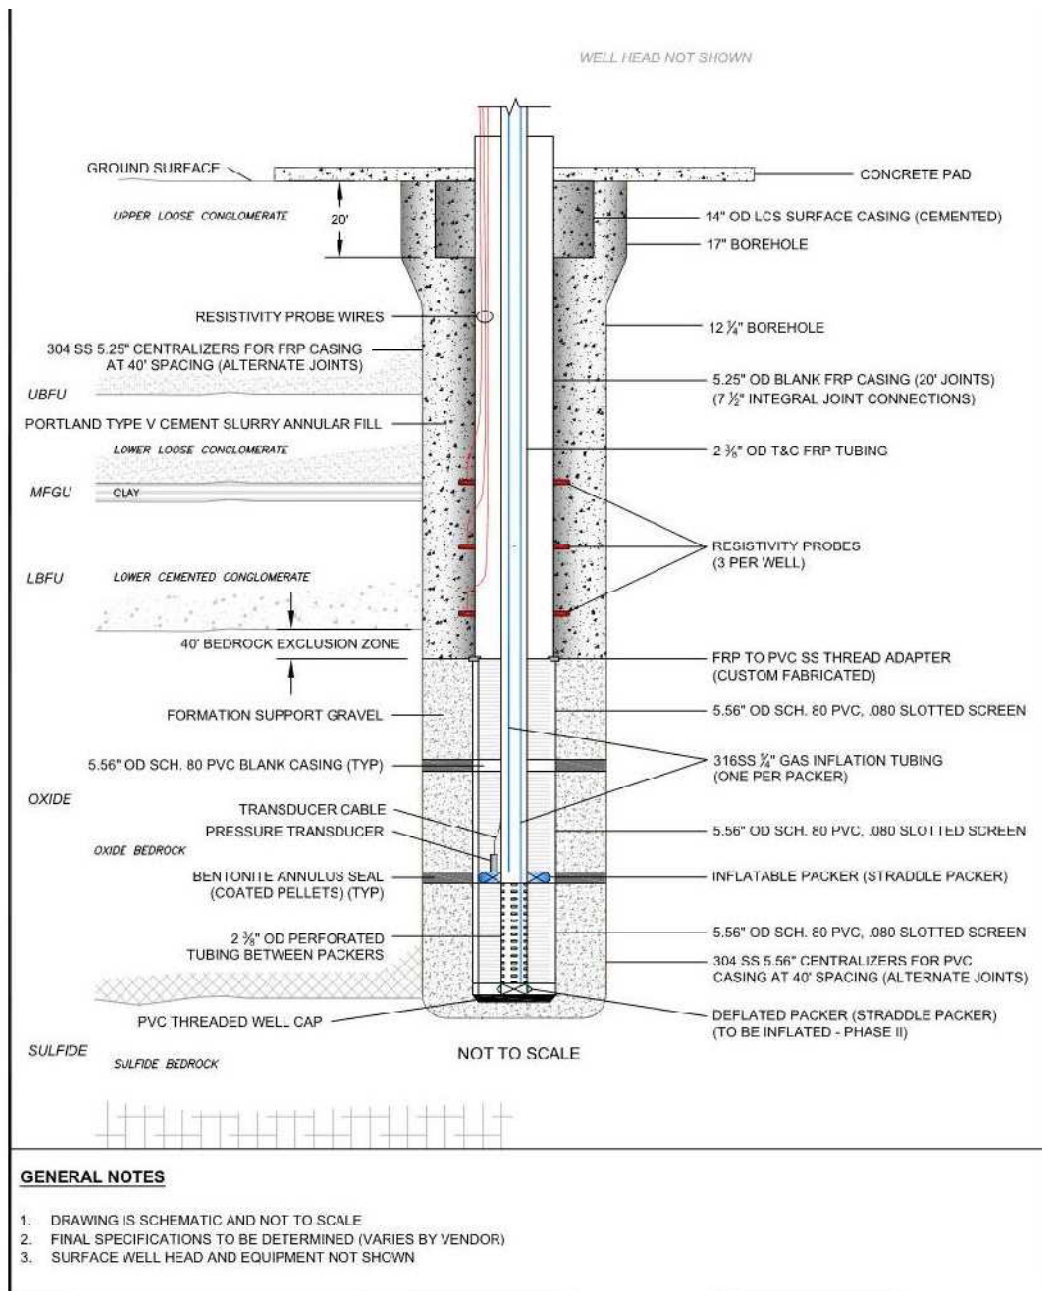 WELL HEAD NOT SHOWN
GROUND SURFACE
CONCRETE PAD
UPPER LOOSE CONGLOMERATE
20'
14" OD LCS SURFACE CASING (CEMENTED)
17" BOREHOLE
RESISTIVITY PROBE WIRES
12 ¼" BOREHOLE
304 SS 5.25" CENTRALIZERS FOR FRP CASING
AT 40' SPACING (ALTERNATE JOINTS)
5.25" OD BLANK FRP CASING (20' JOINTS)
(7 ½" INTEGRAL JOINT CONNECTIONS)
UBFU
PORTLAND TYPE V CEMENT SLURRY ANNULAR FILL
LOWER LOOSE CONGLOMERATE
2 ⅜" OD T&C FRP TUBING
MFGU
CLAY
RESISTIVITY PROBES
(3 PER WELL)
LBFU
LOWER CEMENTED CONGLOMERATE
40' BEDROCK EXCLUSION ZONE
FRP TO PVC SS THREAD ADAPTER
(CUSTOM FABRICATED)
FORMATION SUPPORT GRAVEL
5.56" OD SCH. 80 PVC, .080 SLOTTED SCREEN
5.56" OD SCH. 80 PVC BLANK CASING (TYP)
316SS ¼" GAS INFLATION TUBING
(ONE PER PACKER)
OXIDE
TRANSDUCER CABLE
PRESSURE TRANSDUCER
5.56" OD SCH. 80 PVC, .080 SLOTTED SCREEN
OXIDE BEDROCK
BENTONITE ANNULUS SEAL
(COATED PELLETS) (TYP)
INFLATABLE PACKER (STRADDLE PACKER)
2 ⅜" OD PERFORATED
TUBING BETWEEN PACKERS
5.56" OD SCH. 80 PVC, .080 SLOTTED SCREEN
304 SS 5.56" CENTRALIZERS FOR PVC
CASING AT 40' SPACING (ALTERNATE JOINTS)
PVC THREADED WELL CAP
DEFLATED PACKER (STRADDLE PACKER)
(TO BE INFLATED - PHASE II)
SULFIDE
SULFIDE BEDROCK
NOT TO SCALE
GENERAL NOTES
1. DRAWING IS SCHEMATIC AND NOT TO SCALE
2. FINAL SPECIFICATIONS TO BE DETERMINED (VARIES BY VENDOR)
3. SURFACE WELL HEAD AND EQUIPMENT NOT SHOWN